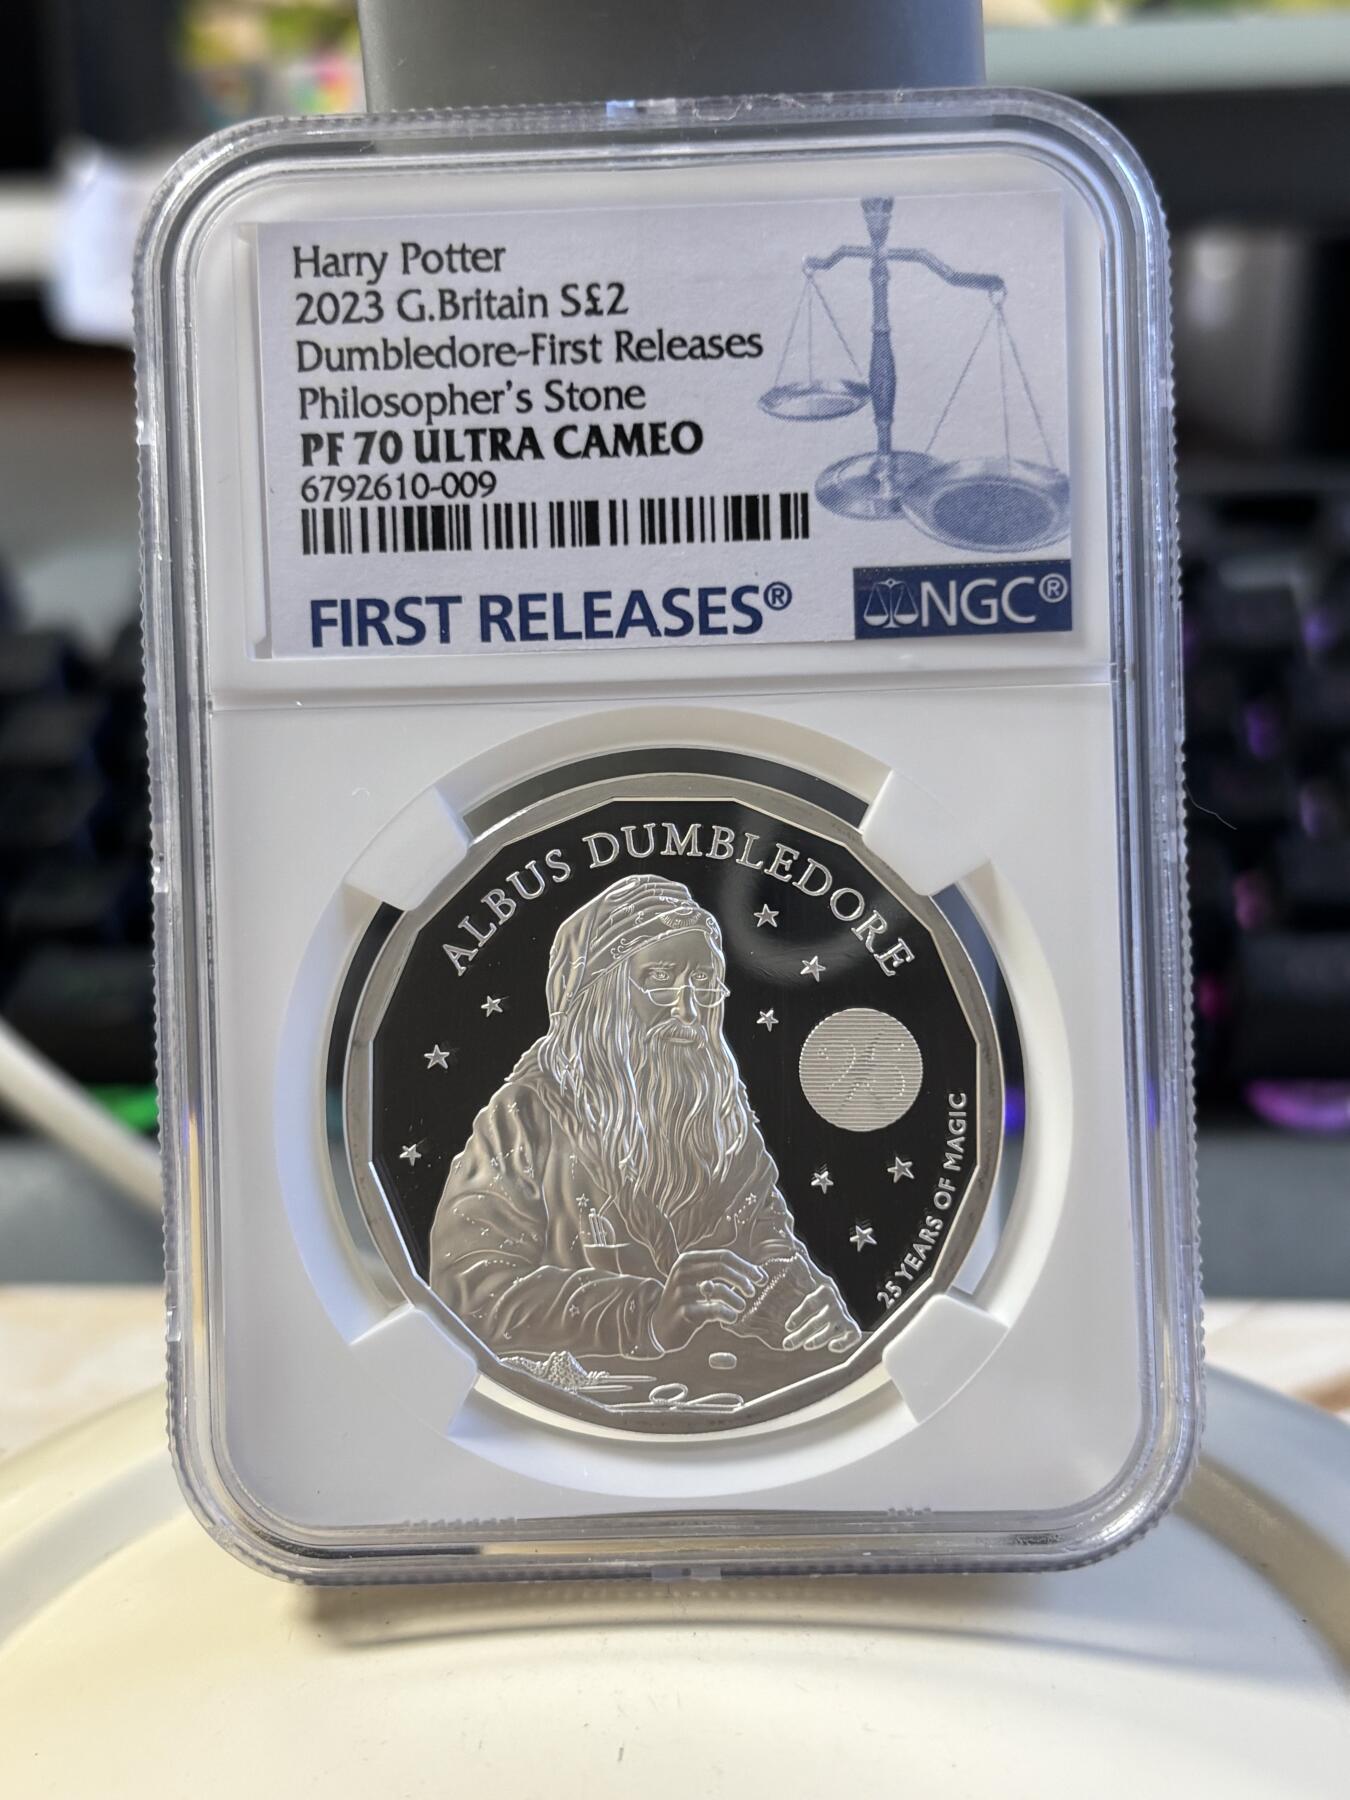 Harry Potter
2023 G.Britain S£2
Dumbledore-First Releases
Philosopher's Stone
PF 70 ULTRA CAMEO
6792610-009
FIRST RELEASES®
NGC®
ALBUS DUMBLEDORE
25 YEARS OF MAGIC